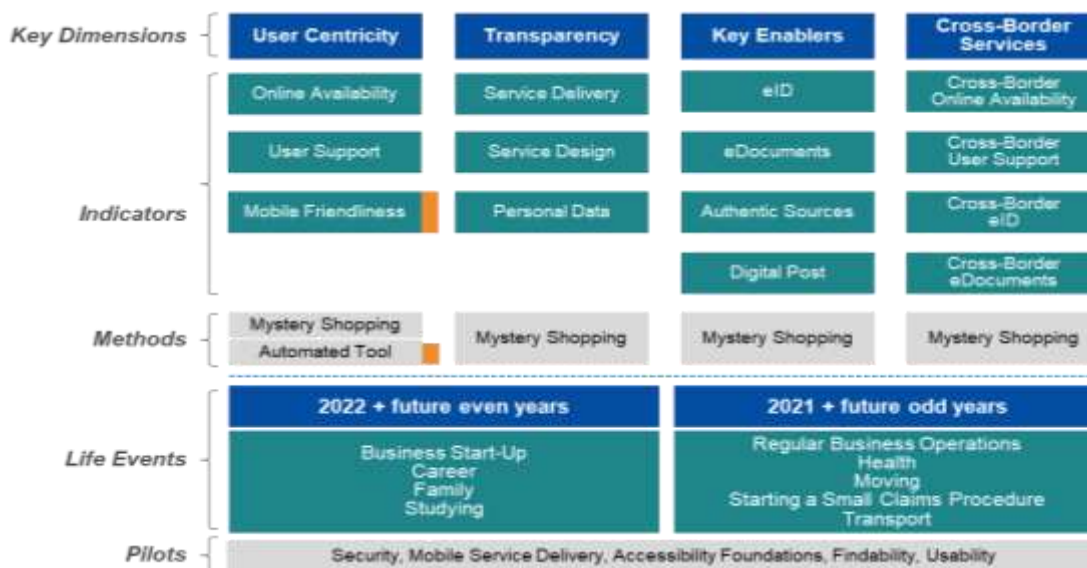 Key Dimensions
User Centricity
Transparency
Key Enablers
Cross-Border
Services
Indicators
Online Availability
Service Delivery
eID
Cross-Border
Online Availability
User Support
Service Design
eDocuments
Cross-Border
User Support
Mobile Friendliness
Personal Data
Authentic Sources
Cross-Border
eID
Digital Post
Cross-Border
eDocuments
Methods
Mystery Shopping
Automated Tool
Mystery Shopping
Mystery Shopping
Mystery Shopping
Life Events
2022 + future even years
Business Start-Up
Career
Family
Studying
2021 + future odd years
Regular Business Operations
Health
Moving
Starting a Small Claims Procedure
Transport
Pilots
Security, Mobile Service Delivery, Accessibility Foundations, Findability, Usability